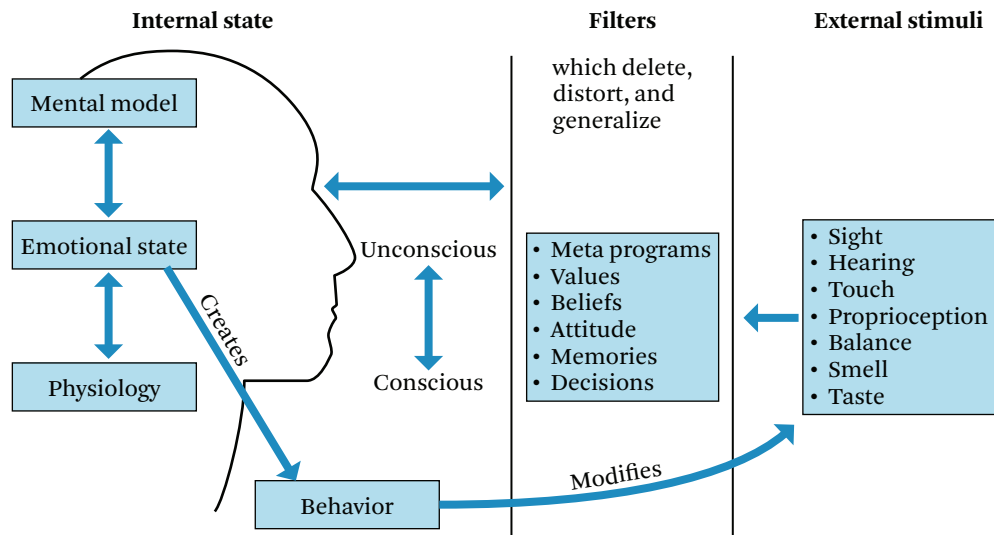 Internal state
Filters
External stimuli
which delete,
distort, and
generalize
Mental model
Emotional state
Physiology
Creates
Unconscious
Conscious
• Meta programs
• Values
• Beliefs
• Attitude
• Memories
• Decisions
• Sight
• Hearing
• Touch
• Proprioception
• Balance
• Smell
• Taste
Behavior
Modifies